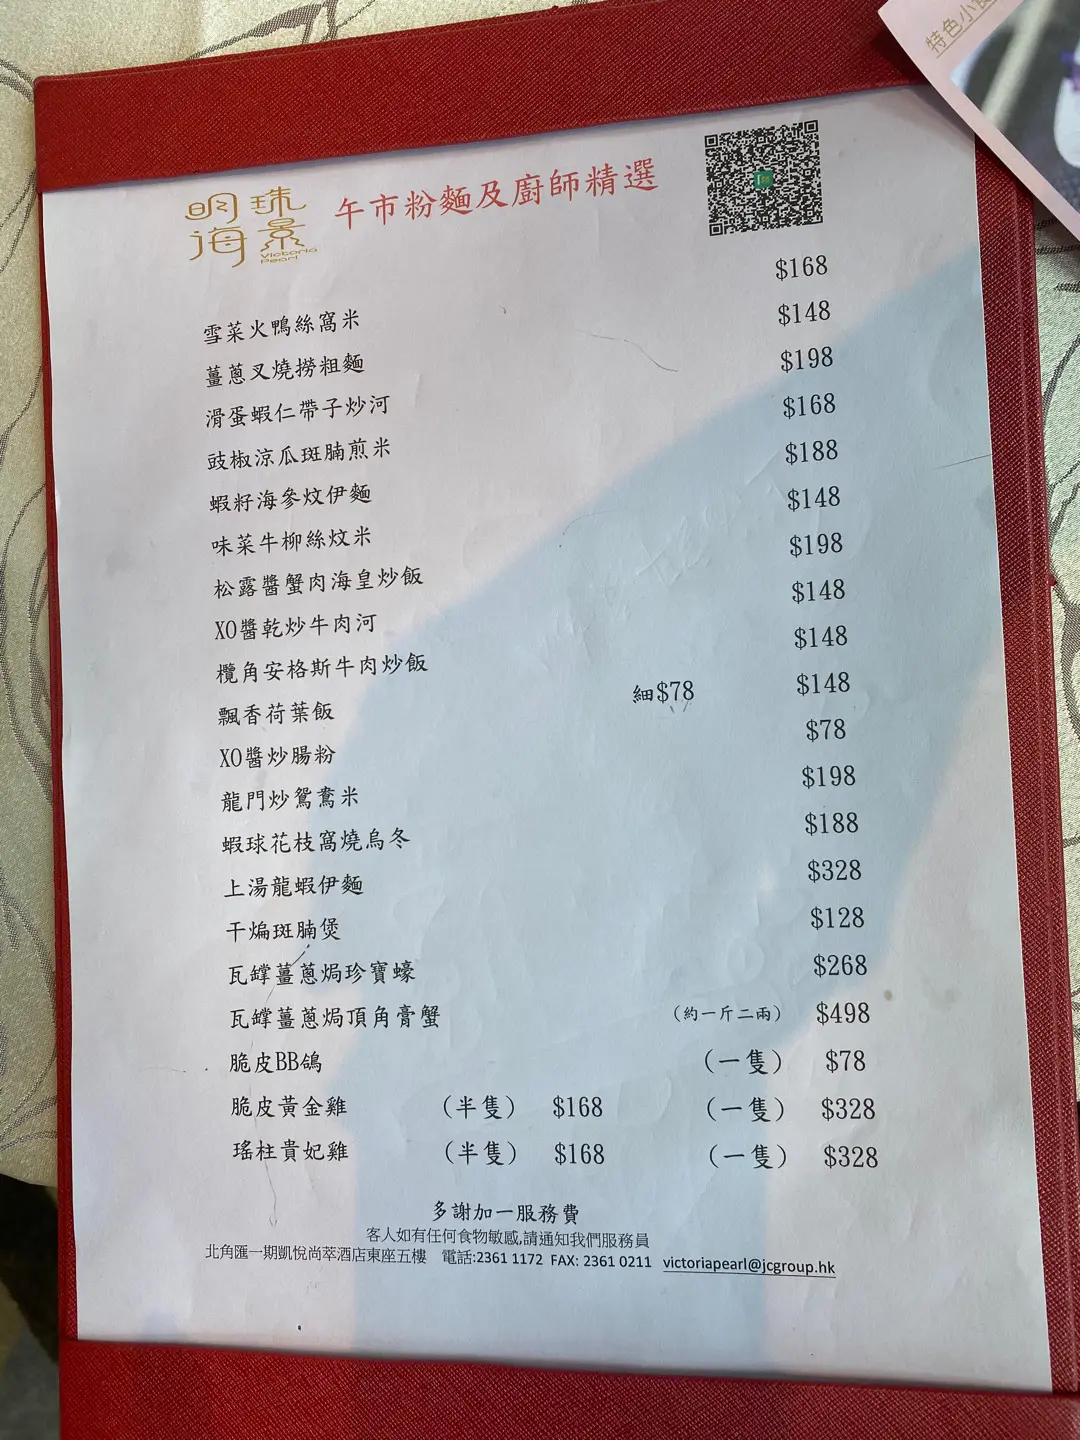 特色小食
明珠海景
Victoria Pearl
午市粉麵及廚師精選
雪菜火鴨絲窩米 $168
薑蔥叉燒撈粗麵 $148
滑蛋蝦仁帶子炒河 $198
豉椒涼瓜斑腩煎米 $168
蝦籽海參炆伊麵 $188
味菜牛柳絲炆米 $148
松露醬蟹肉海皇炒飯 $198
XO醬乾炒牛肉河 $148
欖角安格斯牛肉炒飯 $148
飄香荷葉飯 細$78 $148
XO醬炒腸粉 $78
龍門炒鴛鴦米 $198
蝦球花枝窩燒烏冬 $188
上湯龍蝦伊麵 $328
干煸斑腩煲 $128
瓦罉薑蔥焗珍寶蠔 $268
瓦罉薑蔥焗頂角膏蟹 (約一斤二兩) $498
脆皮BB鴿 (一隻) $78
脆皮黃金雞 (半隻) $168 (一隻) $328
瑤柱貴妃雞 (半隻) $168 (一隻) $328
多謝加一服務費
客人如有任何食物敏感,請通知我們服務員
北角匯一期凱悅尚萃酒店東座五樓 電話:2361 1172 FAX: 2361 0211 victoriapearl@jcgroup.hk